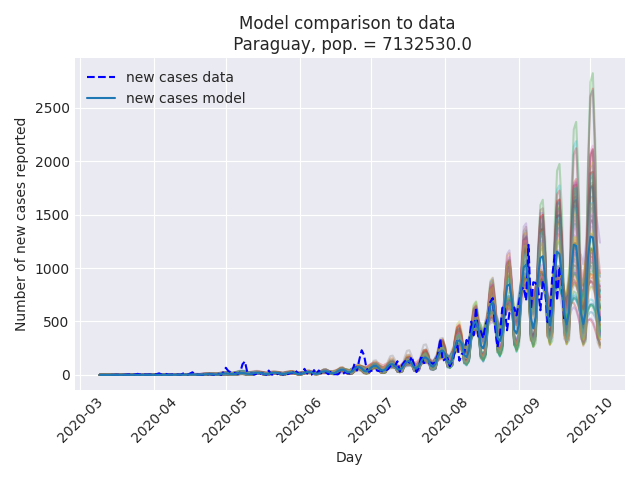 Model comparison to data
Paraguay, pop. = 7132530.0
new cases data
new cases model
Number of new cases reported
2500
2000
1500
1000
500
0
2020-03
2020-04
2020-05
2020-06
2020-07
2020-08
2020-09
2020-10
Day